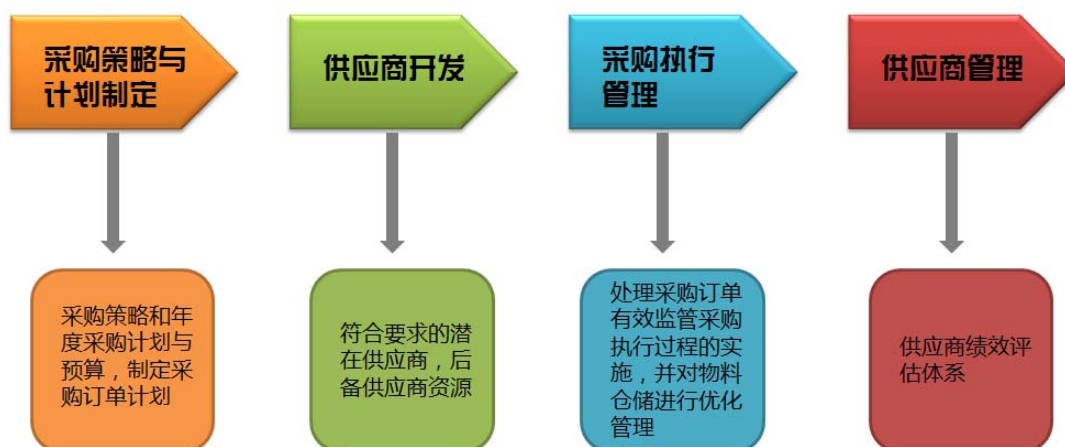 采购策略与
计划制定
供应商开发
采购执行
管理
供应商管理
采购策略和年
度采购计划与
预算，制定采
购订单计划
符合要求的潜
在供应商，后
备供应商资源
处理采购订单
有效监管采购
执行过程的实
施，并对物料
仓储进行优化
管理
供应商绩效评
估体系